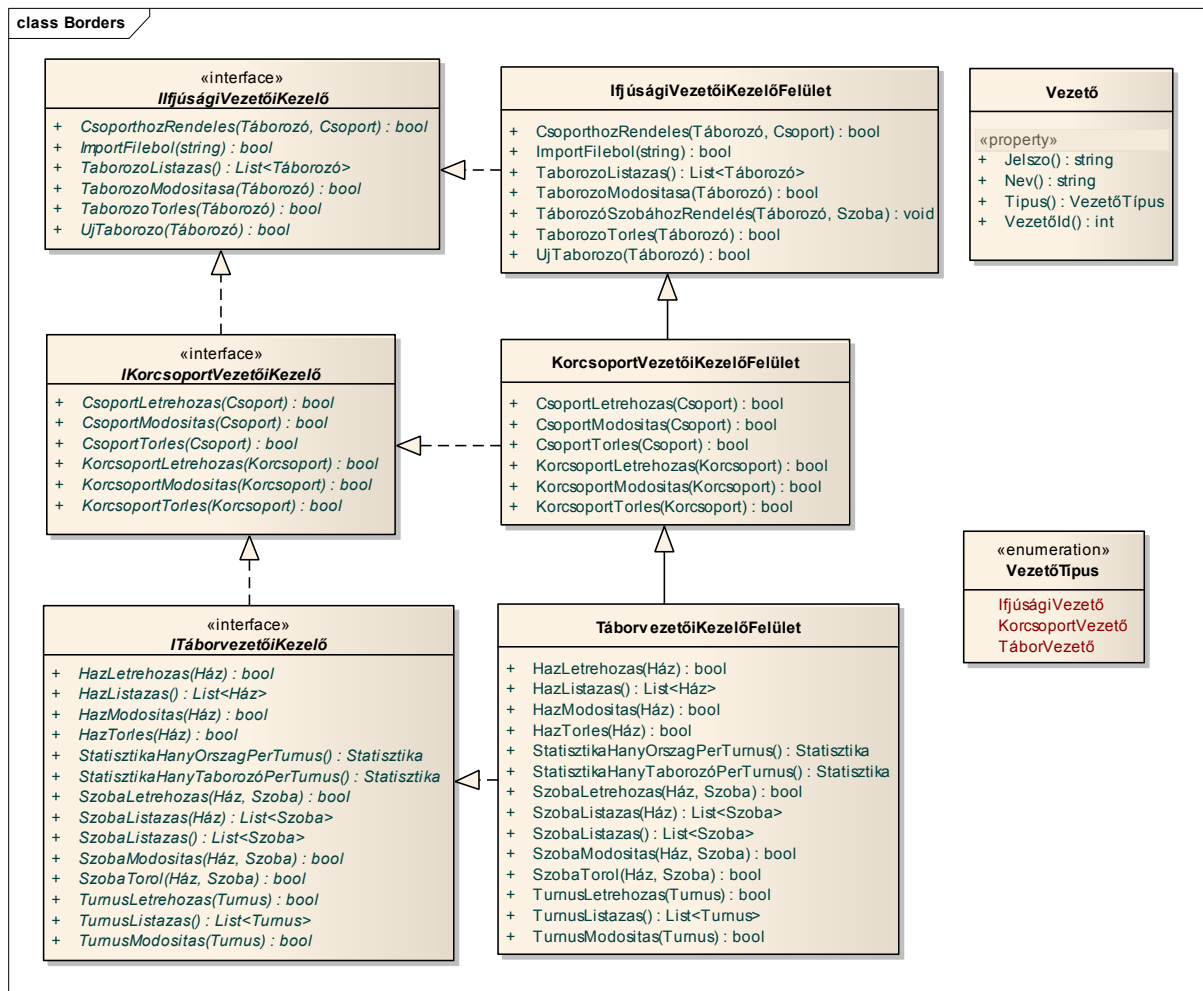 class Borders
«interface»
IIfjúságiVezetőiKezelő
+ CsoporthozRendeles(Táborozó, Csoport) : bool
+ ImportFilebol(string) : bool
+ TaborozoListazas() : List<Táborozó>
+ TaborozoModositasa(Táborozó) : bool
+ TaborozoTorles(Táborozó) : bool
+ UjTaborozo(Táborozó) : bool
IfjúságiVezetőiKezelőFelület
+ CsoporthozRendeles(Táborozó, Csoport) : bool
+ ImportFilebol(string) : bool
+ TaborozoListazas() : List<Táborozó>
+ TaborozoModositasa(Táborozó) : bool
+ TáborozóSzobáhozRendelés(Táborozó, Szoba) : void
+ TaborozoTorles(Táborozó) : bool
+ UjTaborozo(Táborozó) : bool
Vezető
«property»
+ Jelszo() : string
+ Nev() : string
+ Tipus() : VezetőTípus
+ VezetőId() : int
«interface»
IKorcsoportVezetőiKezelő
+ CsoportLetrehozas(Csoport) : bool
+ CsoportModositas(Csoport) : bool
+ CsoportTorles(Csoport) : bool
+ KorcsoportLetrehozas(Korcsoport) : bool
+ KorcsoportModositas(Korcsoport) : bool
+ KorcsoportTorles(Korcsoport) : bool
KorcsoportVezetőiKezelőFelület
+ CsoportLetrehozas(Csoport) : bool
+ CsoportModositas(Csoport) : bool
+ CsoportTorles(Csoport) : bool
+ KorcsoportLetrehozas(Korcsoport) : bool
+ KorcsoportModositas(Korcsoport) : bool
+ KorcsoportTorles(Korcsoport) : bool
«enumeration»
VezetőTípus
IfjúságiVezető
KorcsoportVezető
TáborVezető
«interface»
ITáborvezetőiKezelő
+ HazLetrehozas(Ház) : bool
+ HazListazas() : List<Ház>
+ HazModositas(Ház) : bool
+ HazTorles(Ház) : bool
+ StatisztikaHanyOrszagPerTurnus() : Statisztika
+ StatisztikaHanyTaborozóPerTurnus() : Statisztika
+ SzobaLetrehozas(Ház, Szoba) : bool
+ SzobaListazas(Ház) : List<Szoba>
+ SzobaListazas() : List<Szoba>
+ SzobaModositas(Ház, Szoba) : bool
+ SzobaTorol(Ház, Szoba) : bool
+ TurnusLetrehozas(Turnus) : bool
+ TurnusListazas() : List<Turnus>
+ TurnusModositas(Turnus) : bool
TáborvezetőiKezelőFelület
+ HazLetrehozas(Ház) : bool
+ HazListazas() : List<Ház>
+ HazModositas(Ház) : bool
+ HazTorles(Ház) : bool
+ StatisztikaHanyOrszagPerTurnus() : Statisztika
+ StatisztikaHanyTaborozóPerTurnus() : Statisztika
+ SzobaLetrehozas(Ház, Szoba) : bool
+ SzobaListazas(Ház) : List<Szoba>
+ SzobaListazas() : List<Szoba>
+ SzobaModositas(Ház, Szoba) : bool
+ SzobaTorol(Ház, Szoba) : bool
+ TurnusLetrehozas(Turnus) : bool
+ TurnusListazas() : List<Turnus>
+ TurnusModositas(Turnus) : bool